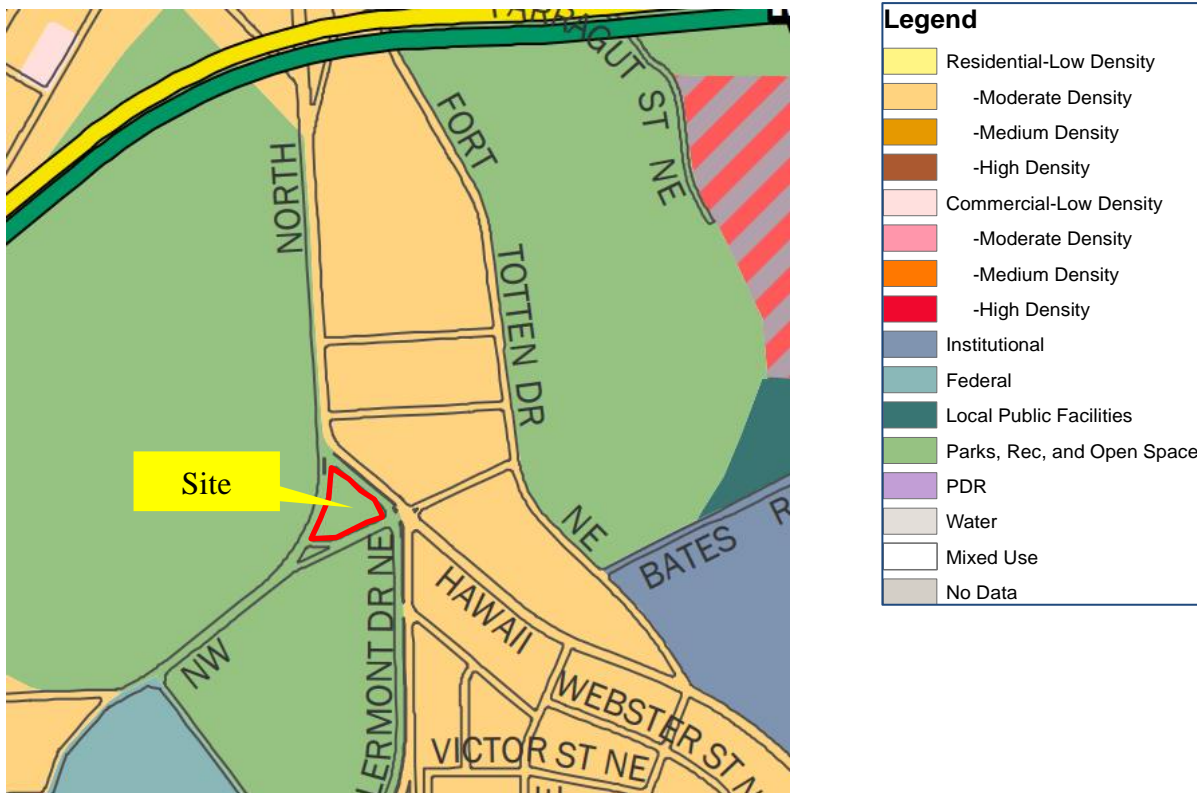 ARRAGUT ST NE
FORT
TOTTEN DR
NE
NORTH
Site
BATES R
HAWAII
LERMONT DR NE
NW
WEBSTER ST N
VICTOR ST NE
Legend
Residential-Low Density
-Moderate Density
-Medium Density
-High Density
Commercial-Low Density
-Moderate Density
-Medium Density
-High Density
Institutional
Federal
Local Public Facilities
Parks, Rec, and Open Space
PDR
Water
Mixed Use
No Data